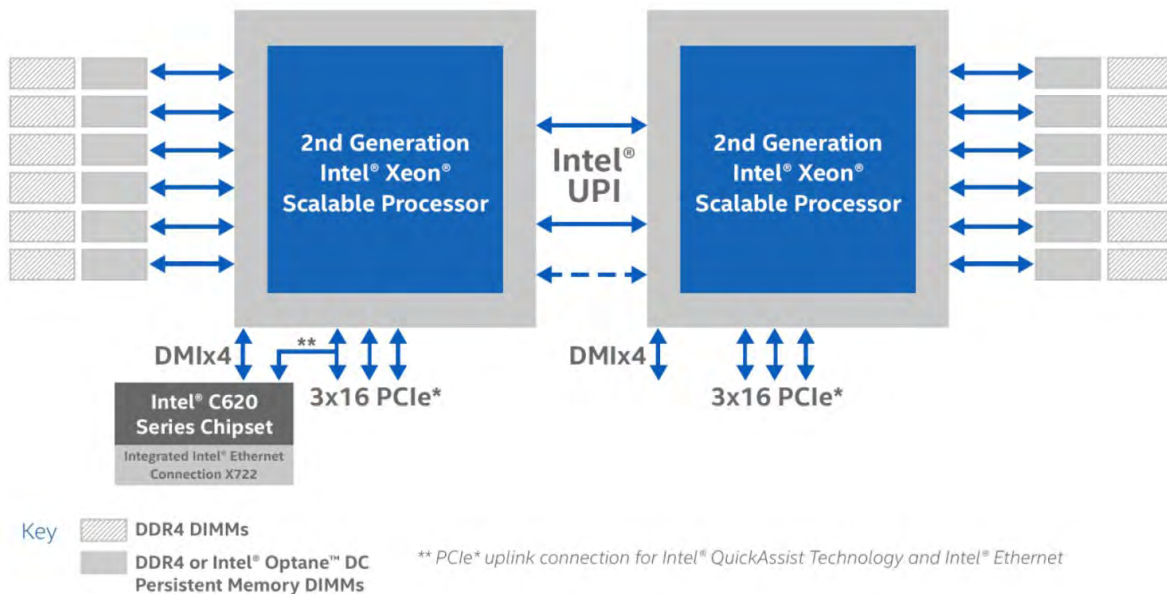 2nd Generation
Intel® Xeon®
Scalable Processor
Intel®
UPI
2nd Generation
Intel® Xeon®
Scalable Processor
DMIx4
**
3x16 PCIe*
DMIx4
3x16 PCIe*
Intel® C620
Series Chipset
Integrated Intel® Ethernet
Connection X722
Key
DDR4 DIMMs
DDR4 or Intel® Optane™ DC
Persistent Memory DIMMs
** PCIe* uplink connection for Intel® QuickAssist Technology and Intel® Ethernet